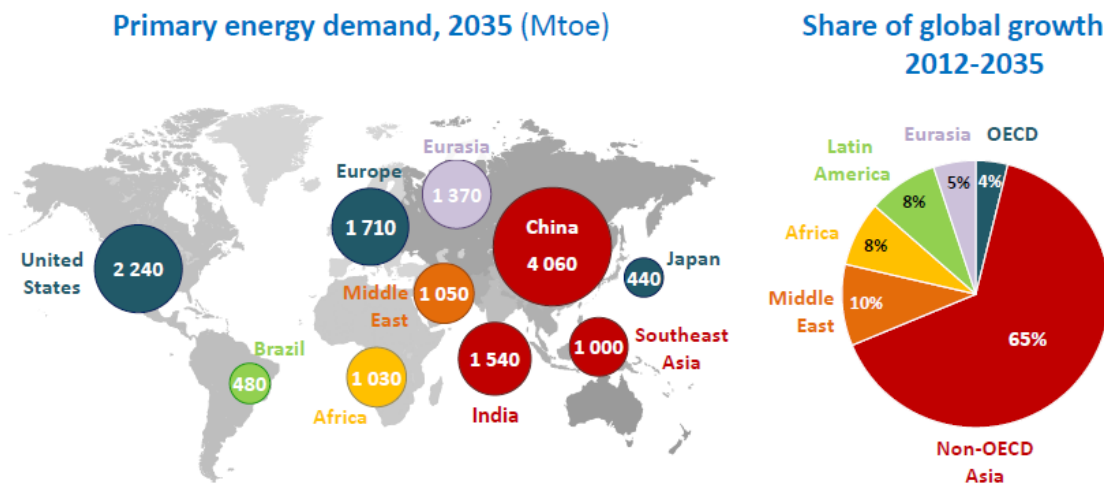 Primary energy demand, 2035 (Mtoe)
Share of global growth
2012-2035
Eurasia
1 370
Europe
1 710
China
4 060
United
States
2 240
Japan
440
Middle
East
1 050
Southeast
Asia
1 000
India
1 540
Brazil
480
Africa
1 030
Eurasia
OECD
Latin
America
5%
4%
8%
Africa
8%
Middle
East
10%
65%
Non-OECD
Asia